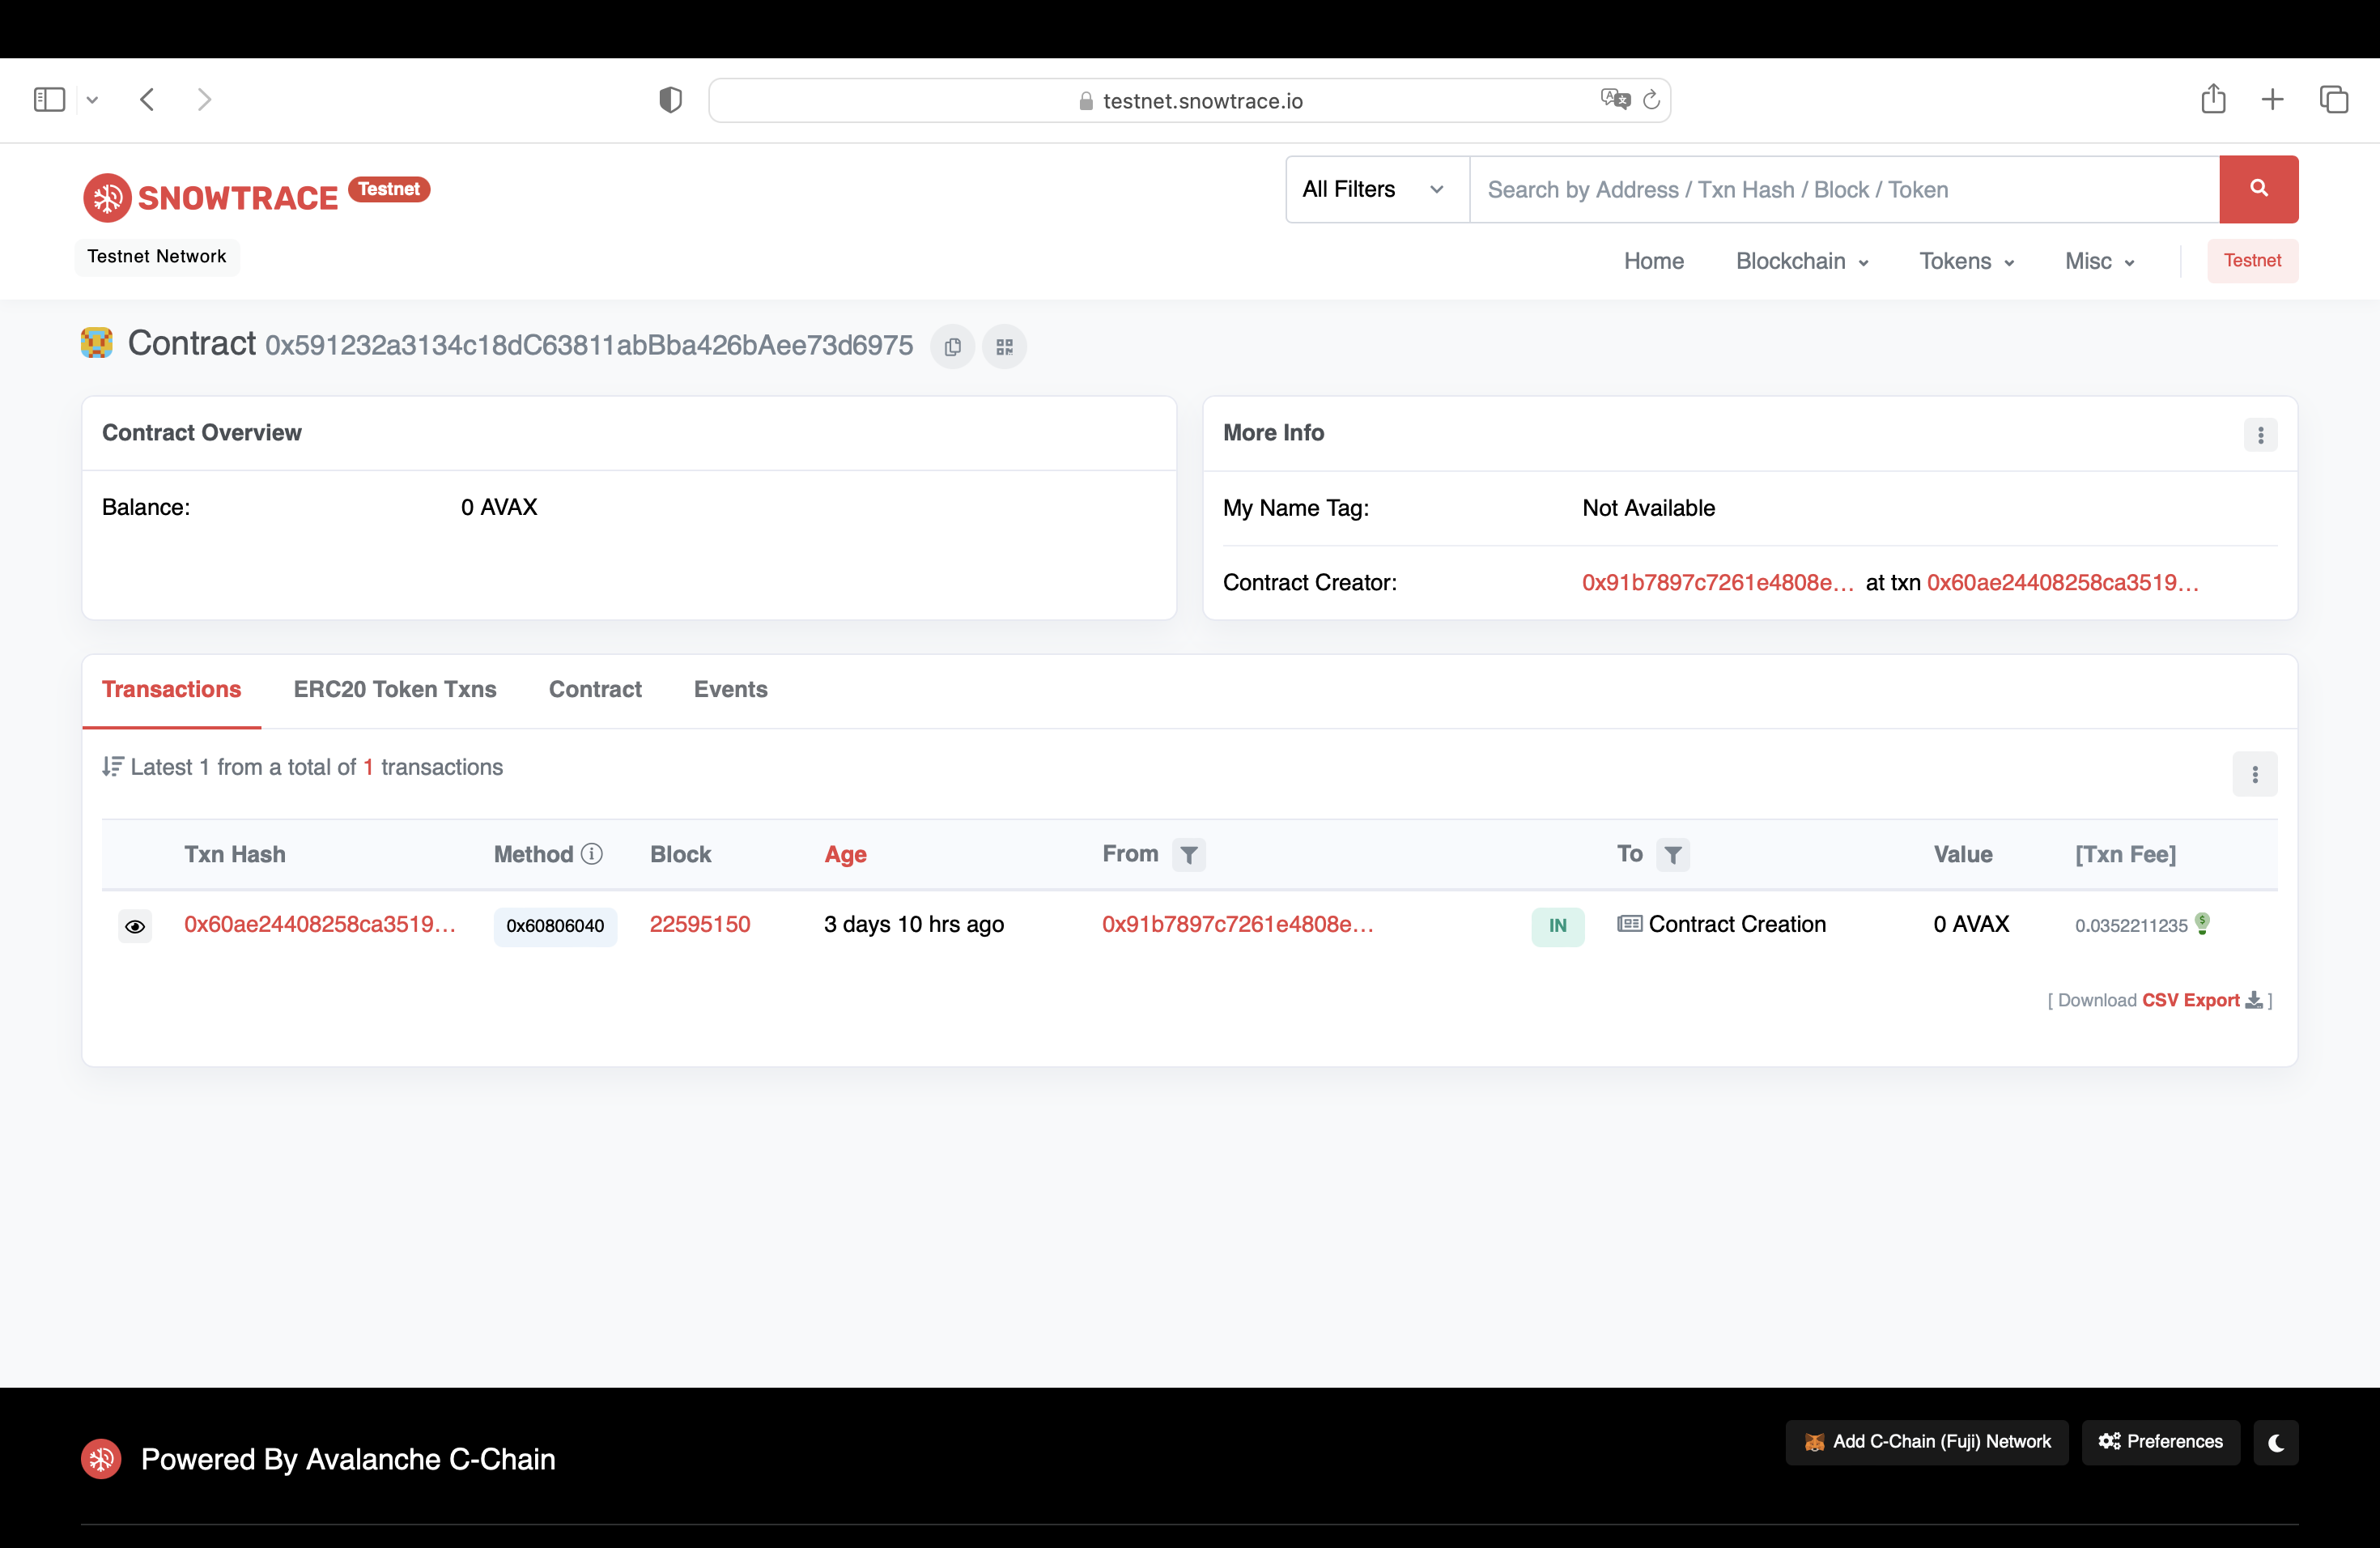 testnet.snowtrace.io
SNOWTRACE Testnet
All Filters
Search by Address / Txn Hash / Block / Token
Testnet Network
Home Blockchain Tokens Misc Testnet
Contract 0x591232a3134c18dC63811abBba426bAee73d6975
Contract Overview
Balance: 0 AVAX
More Info
My Name Tag: Not Available
Contract Creator: 0x91b7897c7261e4808e... at txn 0x60ae24408258ca3519...
Transactions ERC20 Token Txns Contract Events
Latest 1 from a total of 1 transactions
Txn Hash Method Block Age From To Value [Txn Fee]
0x60ae24408258ca3519... 0x60806040 22595150 3 days 10 hrs ago 0x91b7897c7261e4808e... IN Contract Creation 0 AVAX 0.0352211235
[ Download CSV Export ]
Powered By Avalanche C-Chain
Add C-Chain (Fuji) Network Preferences